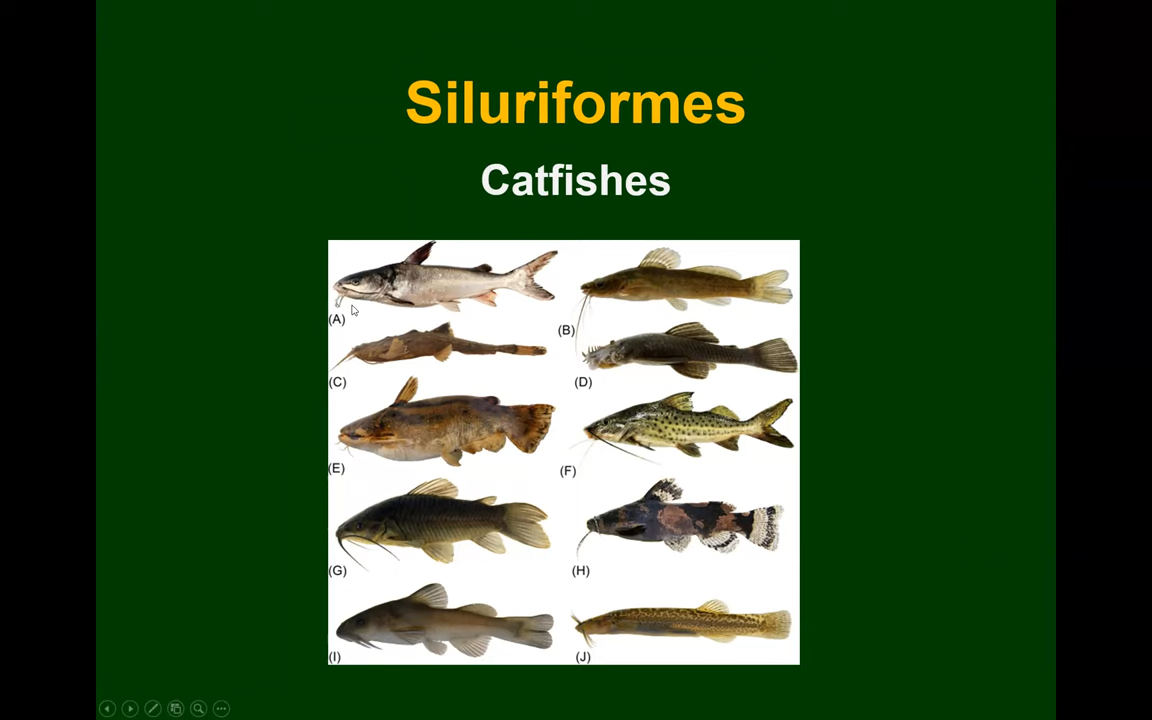 Siluriformes
Catfishes
(A)
(B)
(C)
(D)
(E)
(F)
(G)
(H)
(I)
(J)